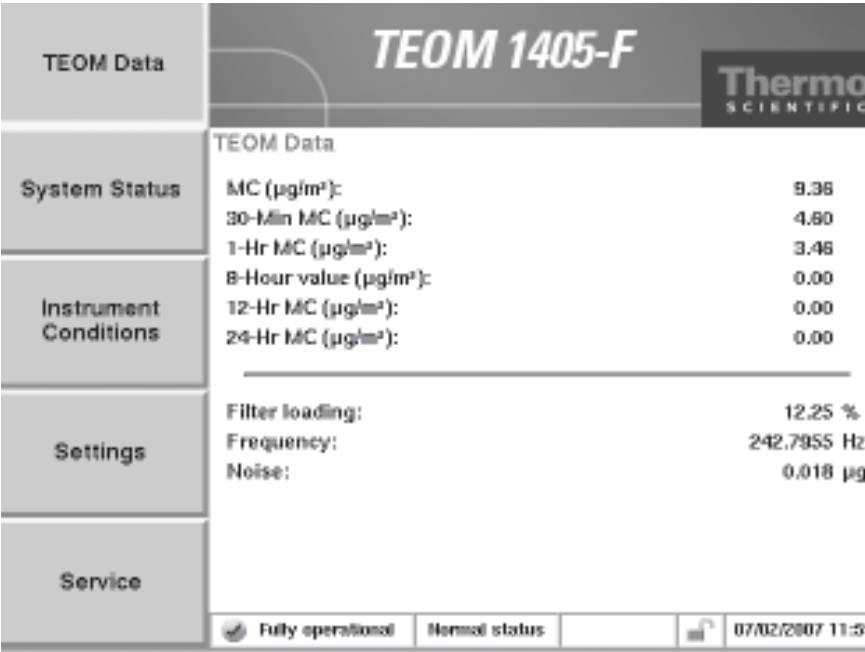 TEOM Data
TEOM 1405-F
Thermo
SCIENTIFIC
System Status
Instrument
Conditions
Settings
Service
TEOM Data
MC (µg/m³): 9.36
30-Min MC (µg/m³): 4.60
1-Hr MC (µg/m³): 3.46
8-Hour value (µg/m³): 0.00
12-Hr MC (µg/m³): 0.00
24-Hr MC (µg/m³): 0.00
Filter loading: 12.25 %
Frequency: 242.7955 Hz
Noise: 0.018 µg
Fully operational Normal status 07/02/2007 11:5